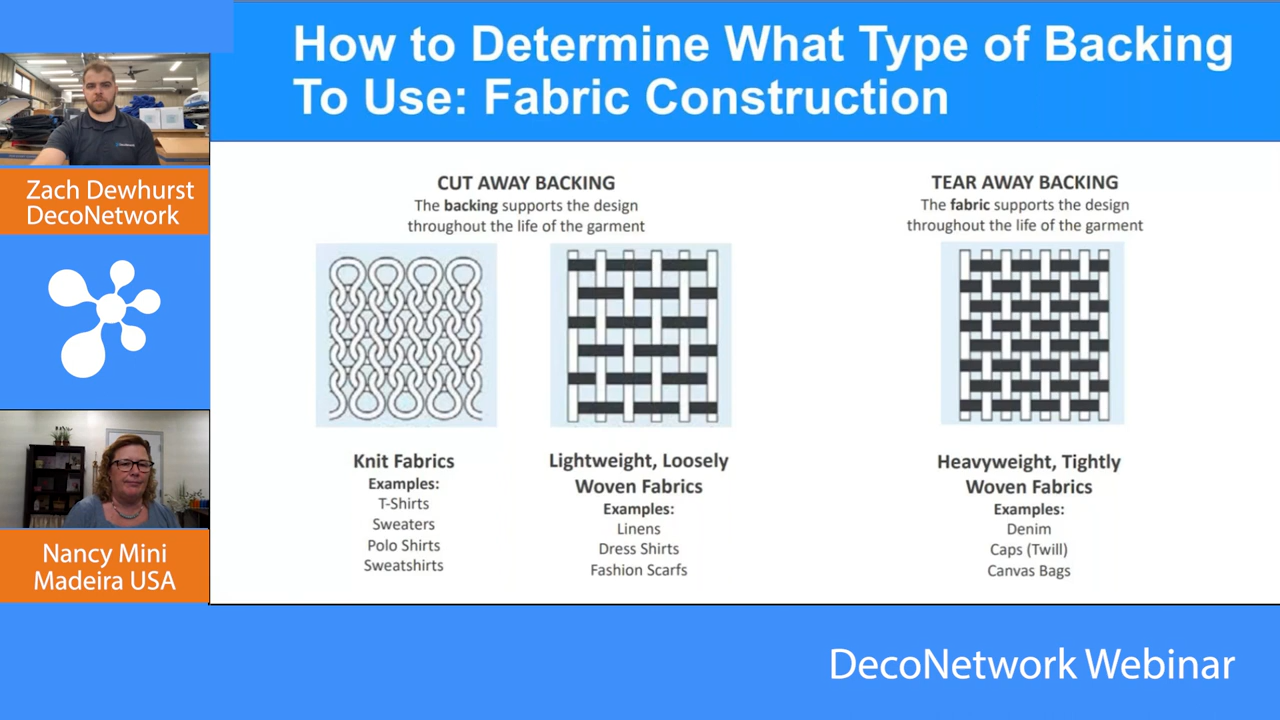 How to Determine What Type of Backing
To Use: Fabric Construction
Zach Dewhurst
DecoNetwork
Nancy Mini
Madeira USA
CUT AWAY BACKING
The backing supports the design
throughout the life of the garment
Knit Fabrics
Examples:
T-Shirts
Sweaters
Polo Shirts
Sweatshirts
Lightweight, Loosely
Woven Fabrics
Examples:
Linens
Dress Shirts
Fashion Scarfs
TEAR AWAY BACKING
The fabric supports the design
throughout the life of the garment
Heavyweight, Tightly
Woven Fabrics
Examples:
Denim
Caps (Twill)
Canvas Bags
DecoNetwork Webinar